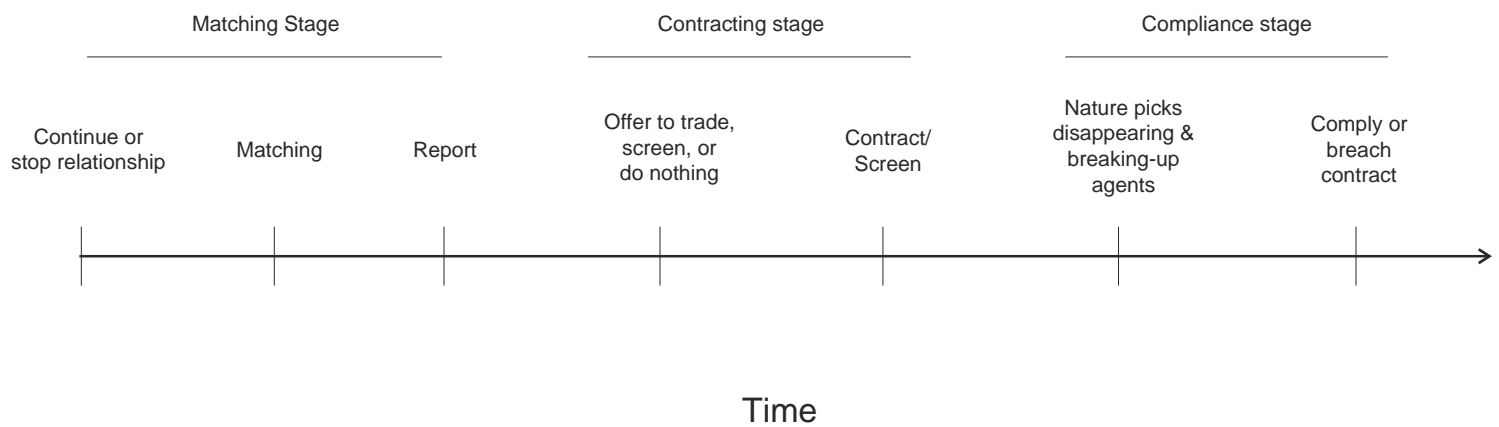 Matching Stage
Contracting stage
Compliance stage
Continue or
stop relationship
Matching
Report
Offer to trade,
screen, or
do nothing
Contract/
Screen
Nature picks
disappearing &
breaking-up
agents
Comply or
breach
contract
Time